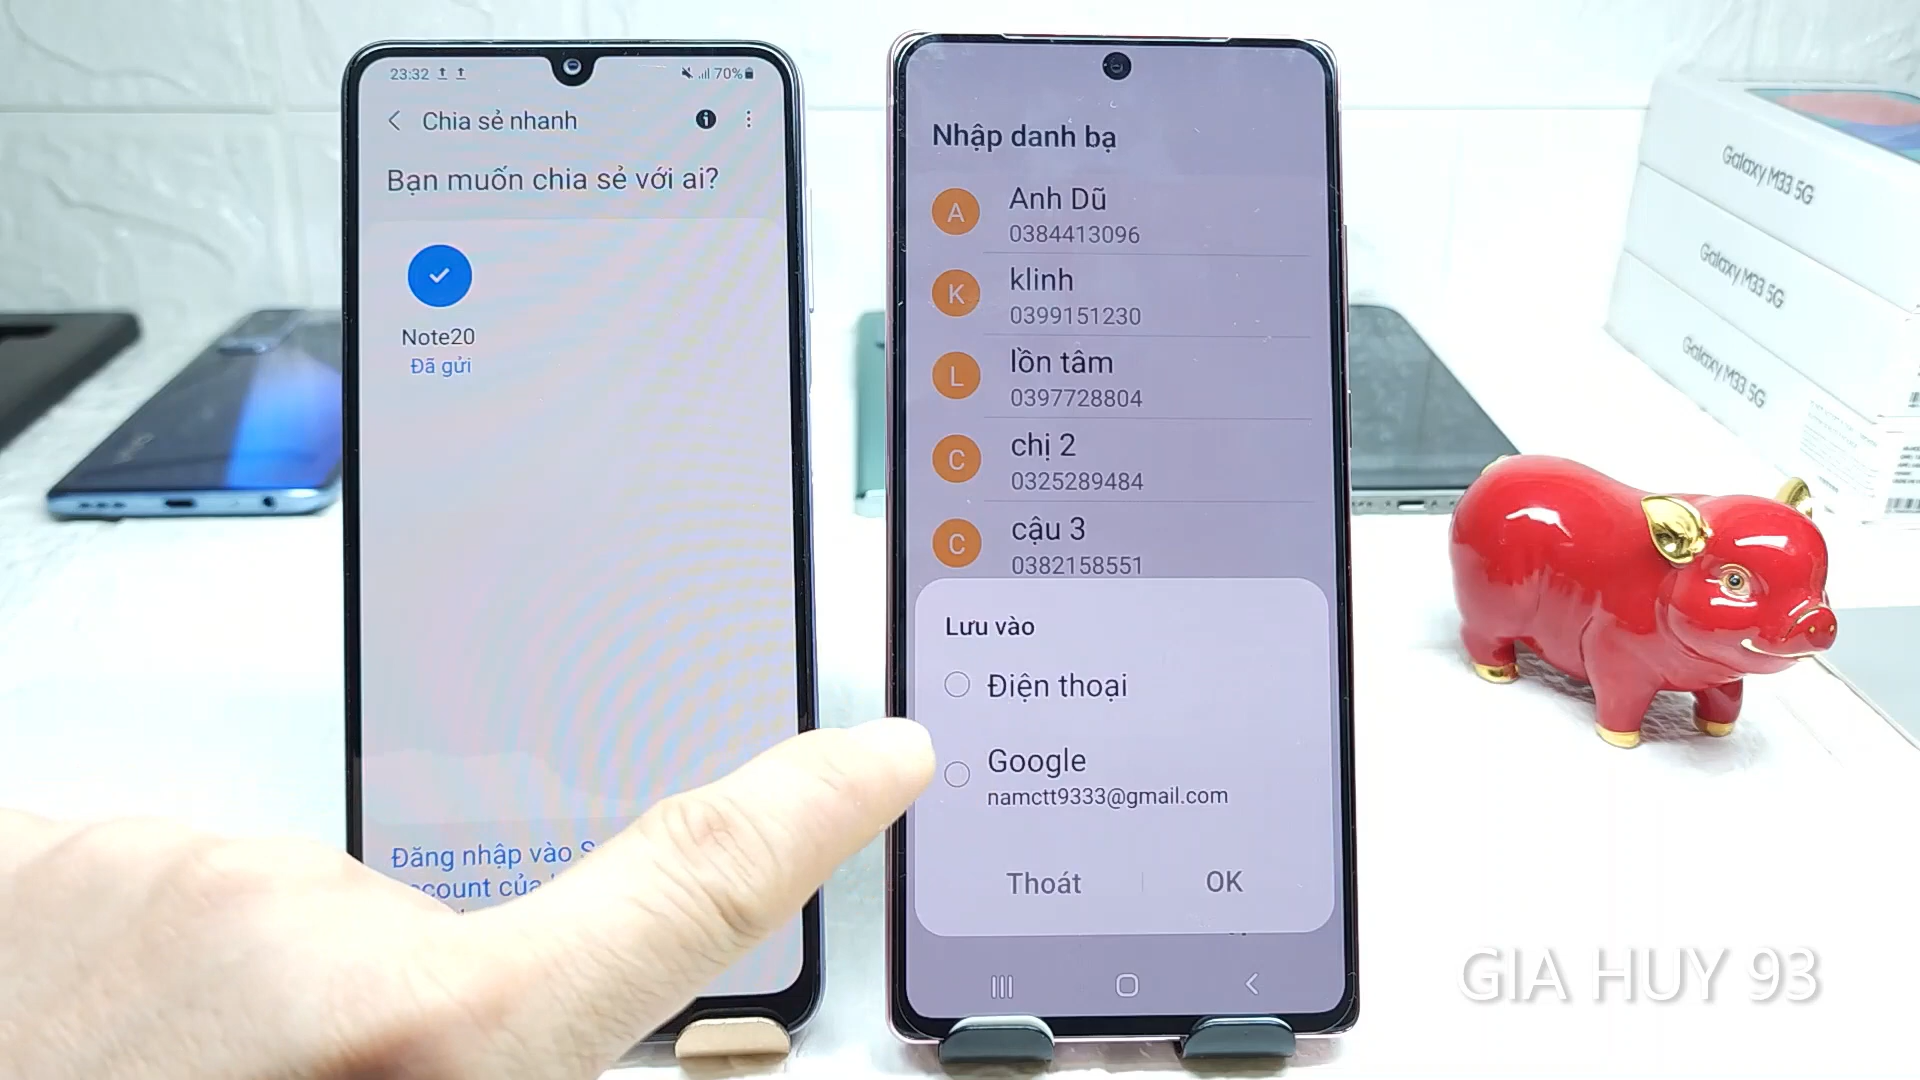 23:32
70%
Chia sẻ nhanh
Bạn muốn chia sẻ với ai?
Note20
Đã gửi
Đăng nhập vào S
ccount của
Nhập danh bạ
A
Anh Dũ
0384413096
K
klinh
0399151230
L
lồn tâm
0397728804
C
chị 2
0325289484
C
cậu 3
0382158551
Lưu vào
Điện thoại
Google
namctt9333@gmail.com
Thoát
OK
Galaxy M33 5G
Galaxy M33 5G
Galaxy M33 5G
GIA HUY 93